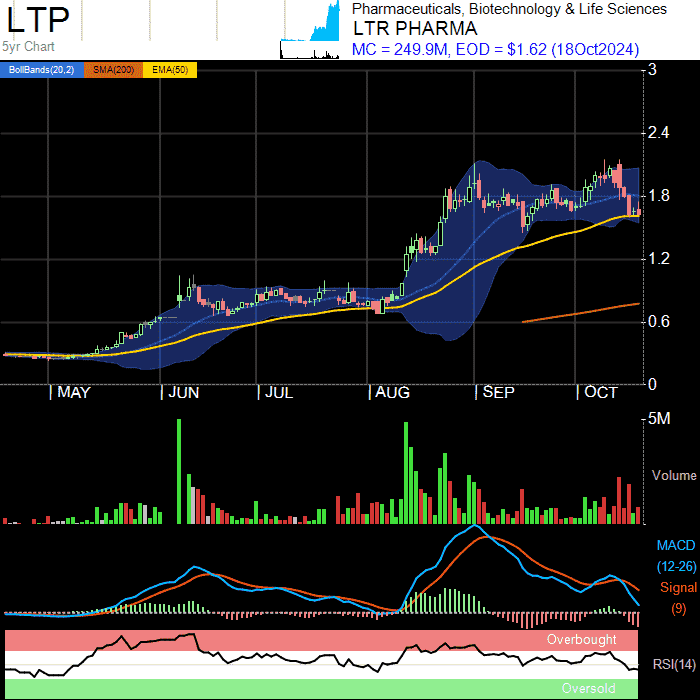 LTP
5yr Chart
Pharmaceuticals, Biotechnology & Life Sciences
LTR PHARMA
MC = 249.9M, EOD = $1.62 (18Oct2024)
BollBands(20,2) SMA(200) EMA(50)
3
2.4
1.8
1.2
0.6
0
MAY JUN JUL AUG SEP OCT
5M
Volume
MACD
(12-26)
Signal
(9)
Overbought
RSI(14)
Oversold